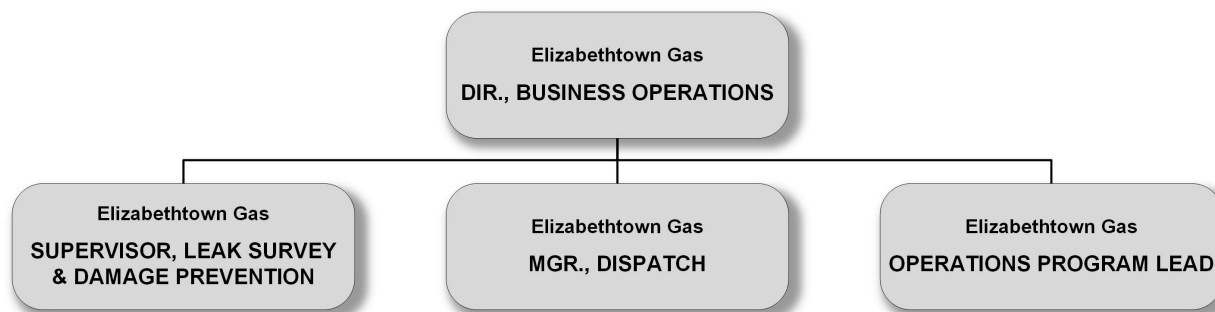 Elizabethtown Gas
DIR., BUSINESS OPERATIONS
Elizabethtown Gas
SUPERVISOR, LEAK SURVEY
& DAMAGE PREVENTION
Elizabethtown Gas
MGR., DISPATCH
Elizabethtown Gas
OPERATIONS PROGRAM LEAD